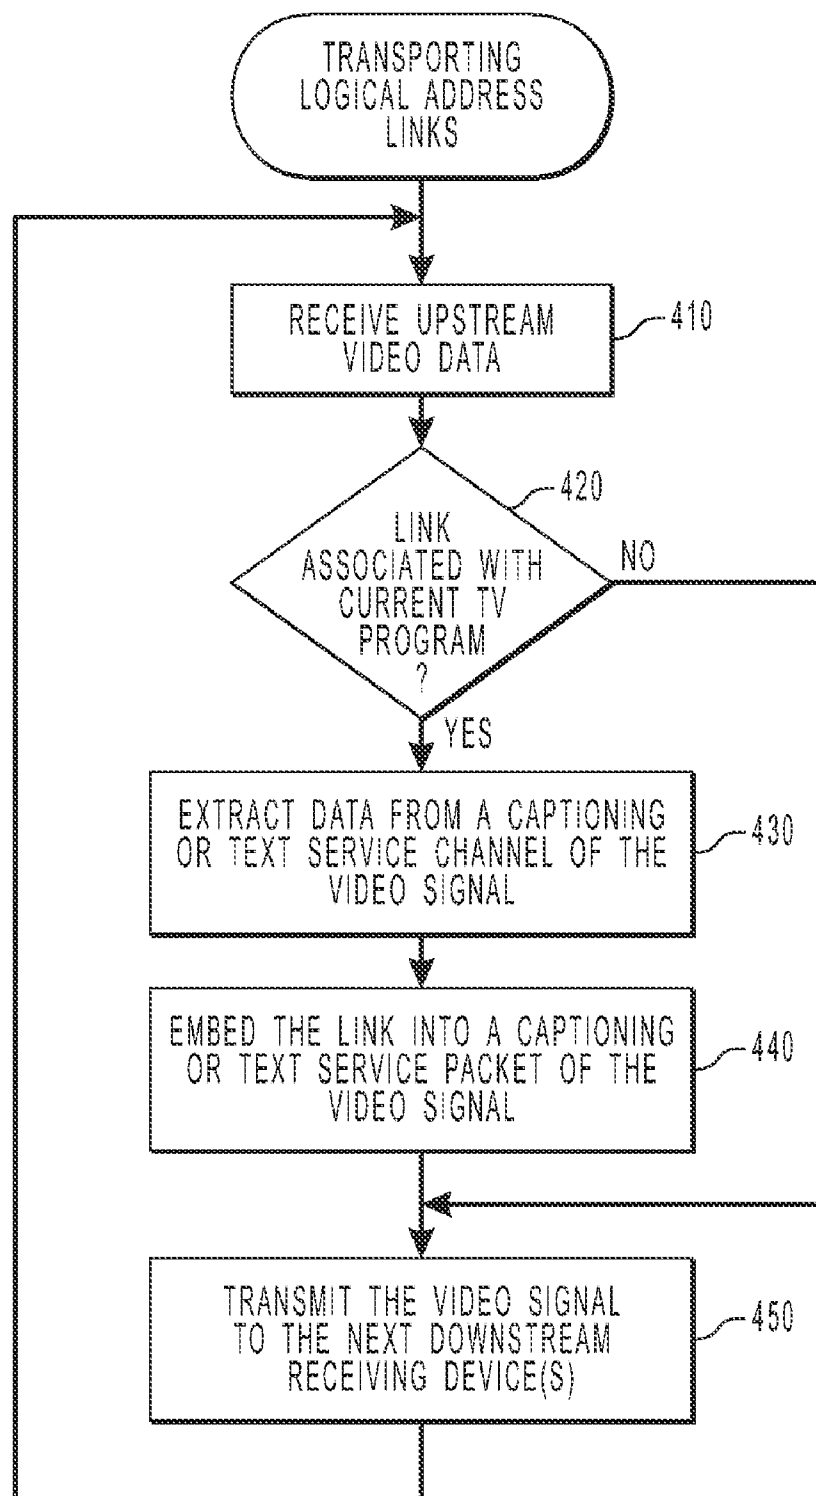 TRANSPORTING
LOGICAL ADDRESS
LINKS
RECEIVE UPSTREAM
VIDEO DATA
410
420
LINK
ASSOCIATED WITH
CURRENT TV
PROGRAM
?
NO
YES
EXTRACT DATA FROM A CAPTIONING
OR TEXT SERVICE CHANNEL OF THE
VIDEO SIGNAL
430
EMBED THE LINK INTO A CAPTIONING
OR TEXT SERVICE PACKET OF THE
VIDEO SIGNAL
440
TRANSMIT THE VIDEO SIGNAL
TO THE NEXT DOWNSTREAM
RECEIVING DEVICE(S)
450